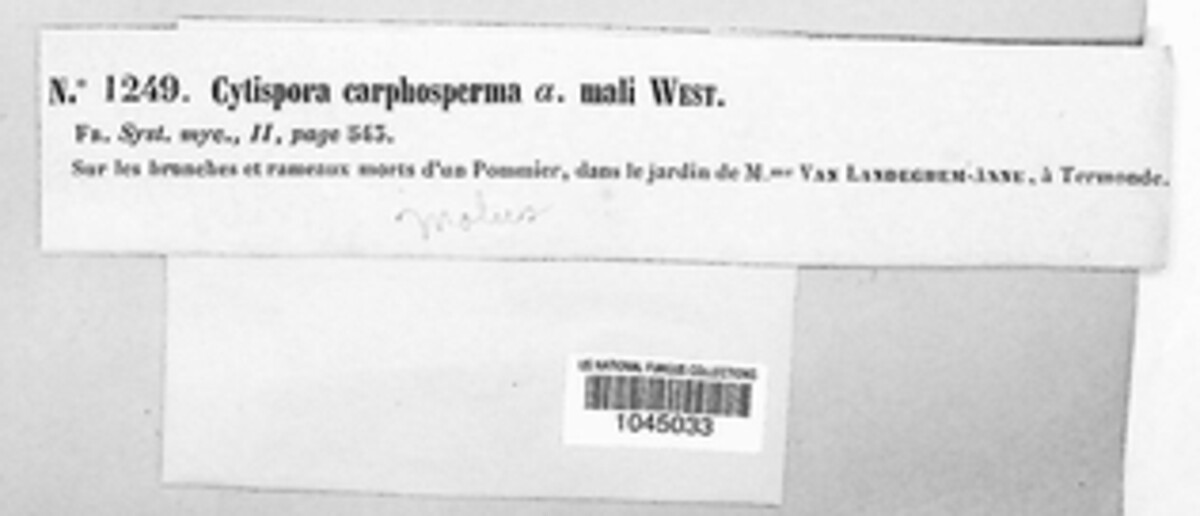 N.º 1249. Cytispora carphosperma a. mali WEST.
FR. Syst. myc., II, page 543.
Sur les branches et rameaux morts d'un Pommier, dans le jardin de M.me VAN LANDEGHEM-JANE, à Termonde.
Malus
US NATIONAL FUNGUS COLLECTIONS
1045033